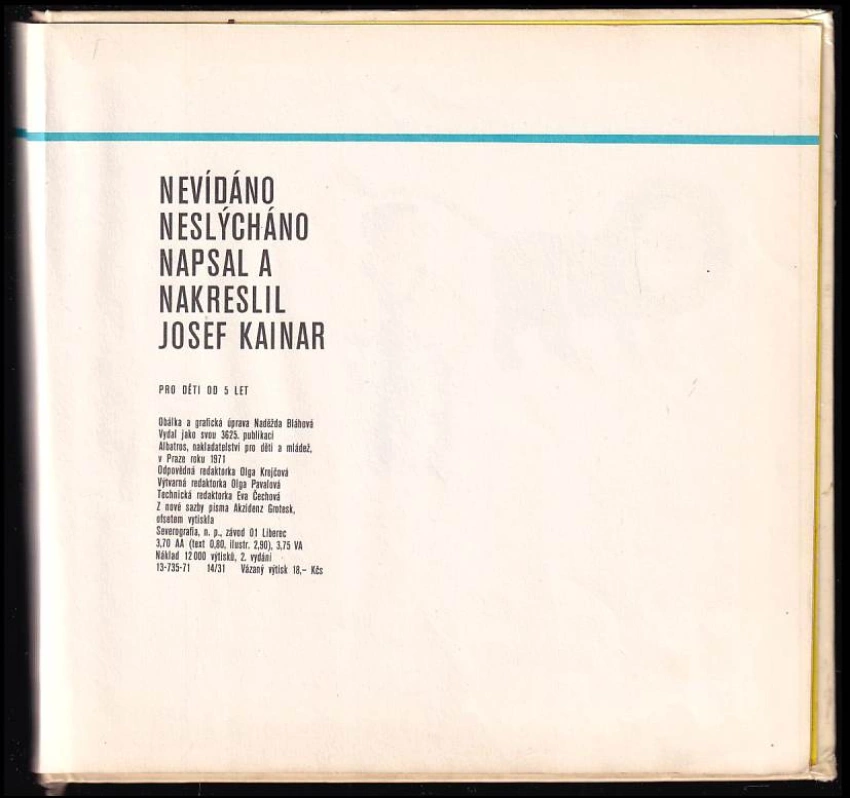 NEVÍDÁNO
NESLÝCHÁNO
NAPSAL A
NAKRESLIL
JOSEF KAINAR
PRO DĚTI OD 5 LET
Obálka a grafická úprava Naděžda Bláhová
Vydal jako svou 3625. publikaci
Albatros, nakladatelství pro děti a mládež,
v Praze roku 1971
Odpovědná redaktorka Olga Krejčová
Výtvarná redaktorka Olga Pavalová
Technická redaktorka Eva Čechová
Z nové sazby písma Akzidenz Grotesk,
ofsetem vytiskla
Severografia, n. p., závod 01 Liberec
3,70 AA (text 0,80, ilustr. 2,90), 3,75 VA
Náklad 12 000 výtisků, 2. vydání
13-735-71 14/31 Vázaný výtisk 18,– Kčs